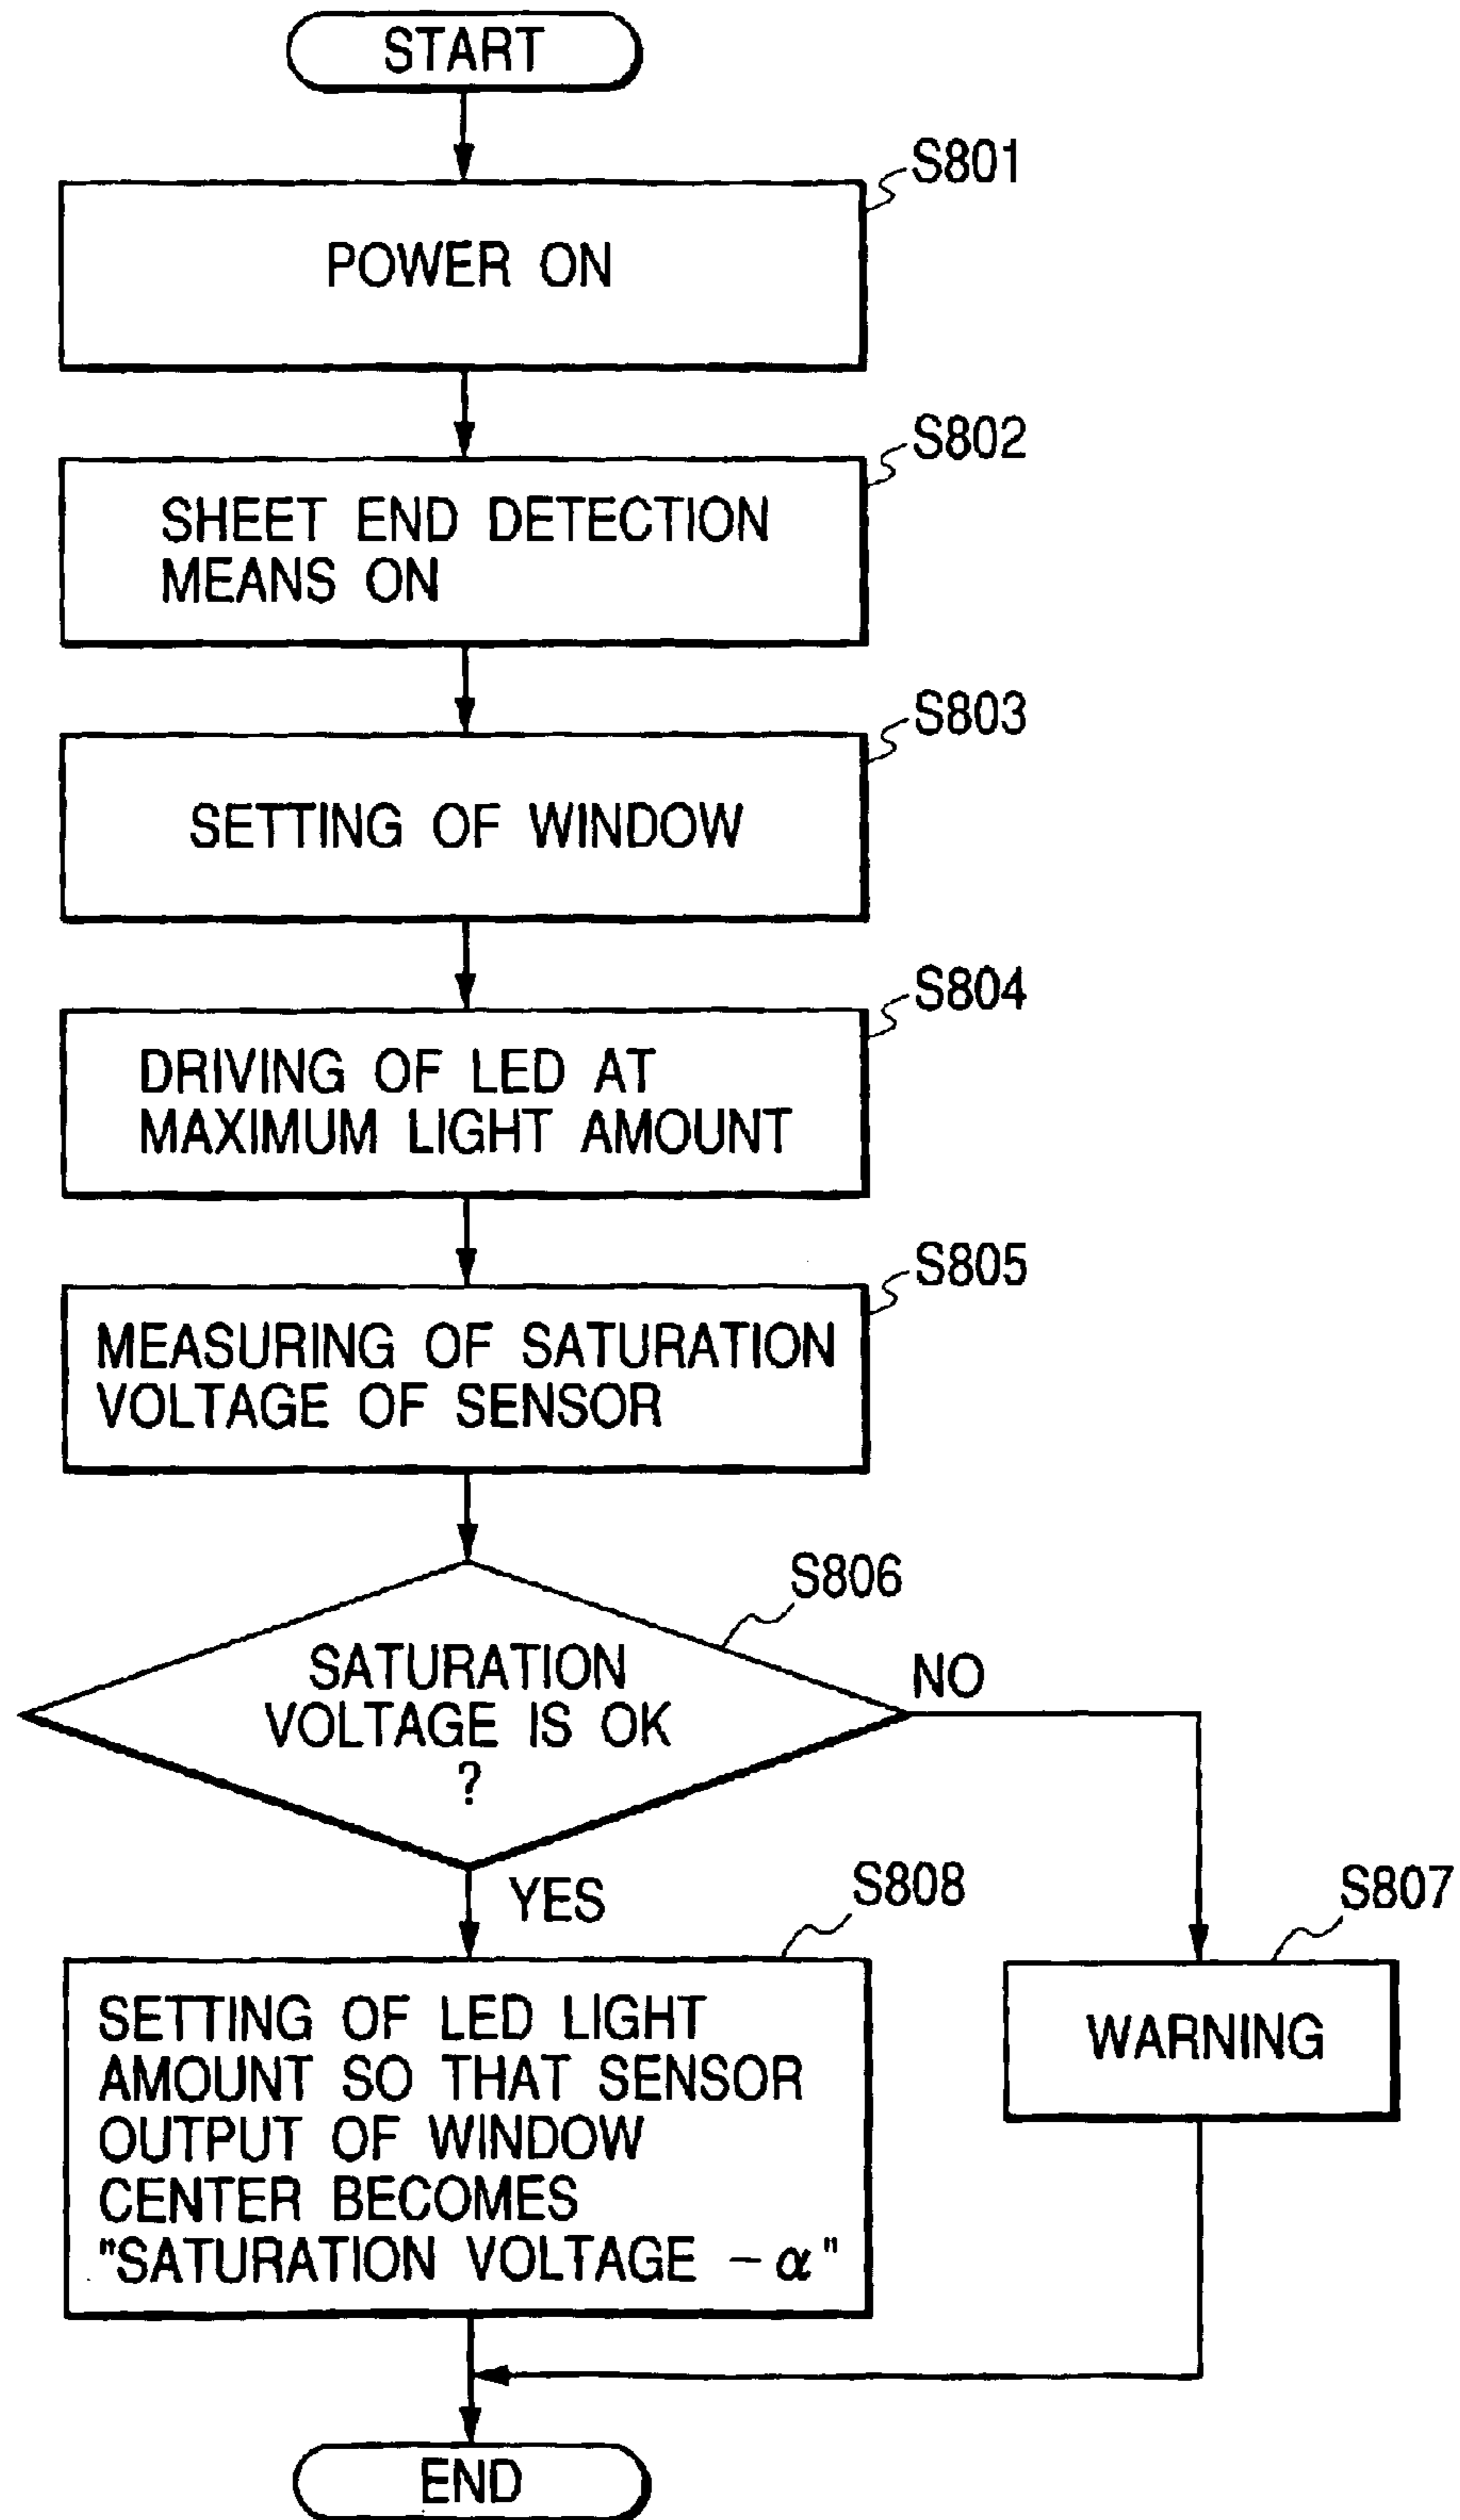 START
S801
POWER ON
S802
SHEET END DETECTION
MEANS ON
S803
SETTING OF WINDOW
S804
DRIVING OF LED AT
MAXIMUM LIGHT AMOUNT
S805
MEASURING OF SATURATION
VOLTAGE OF SENSOR
S806
SATURATION
VOLTAGE IS OK
?
NO
YES
S808
SETTING OF LED LIGHT
AMOUNT SO THAT SENSOR
OUTPUT OF WINDOW
CENTER BECOMES
"SATURATION VOLTAGE - α"
S807
WARNING
END